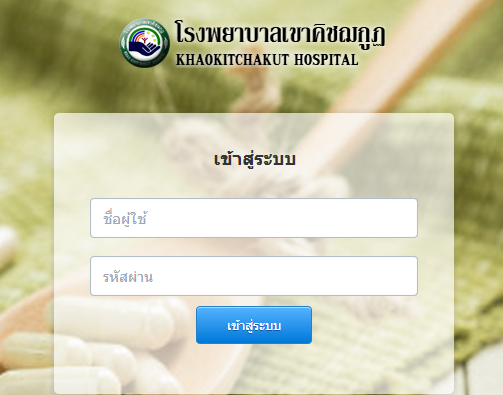 โรงพยาบาลเขาคิชฌกูฏ
KHAOKITCHAKUT HOSPITAL
เข้าสู่ระบบ
ชื่อผู้ใช้
รหัสผ่าน
เข้าสู่ระบบ